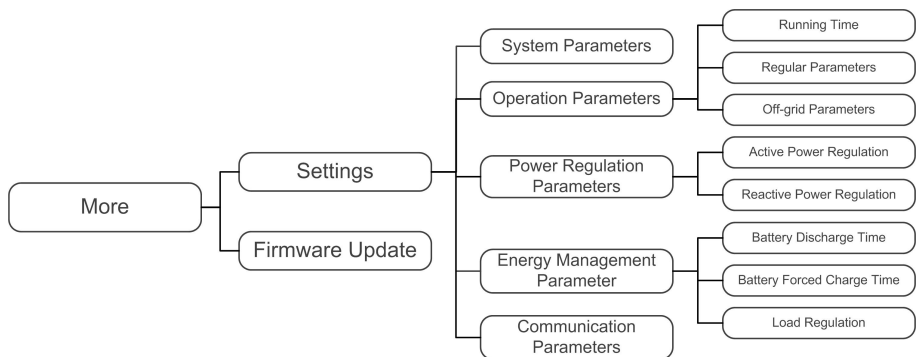 More
Settings
Firmware Update
System Parameters
Operation Parameters
Power Regulation
Parameters
Energy Management
Parameter
Communication
Parameters
Running Time
Regular Parameters
Off-grid Parameters
Active Power Regulation
Reactive Power Regulation
Battery Discharge Time
Battery Forced Charge Time
Load Regulation